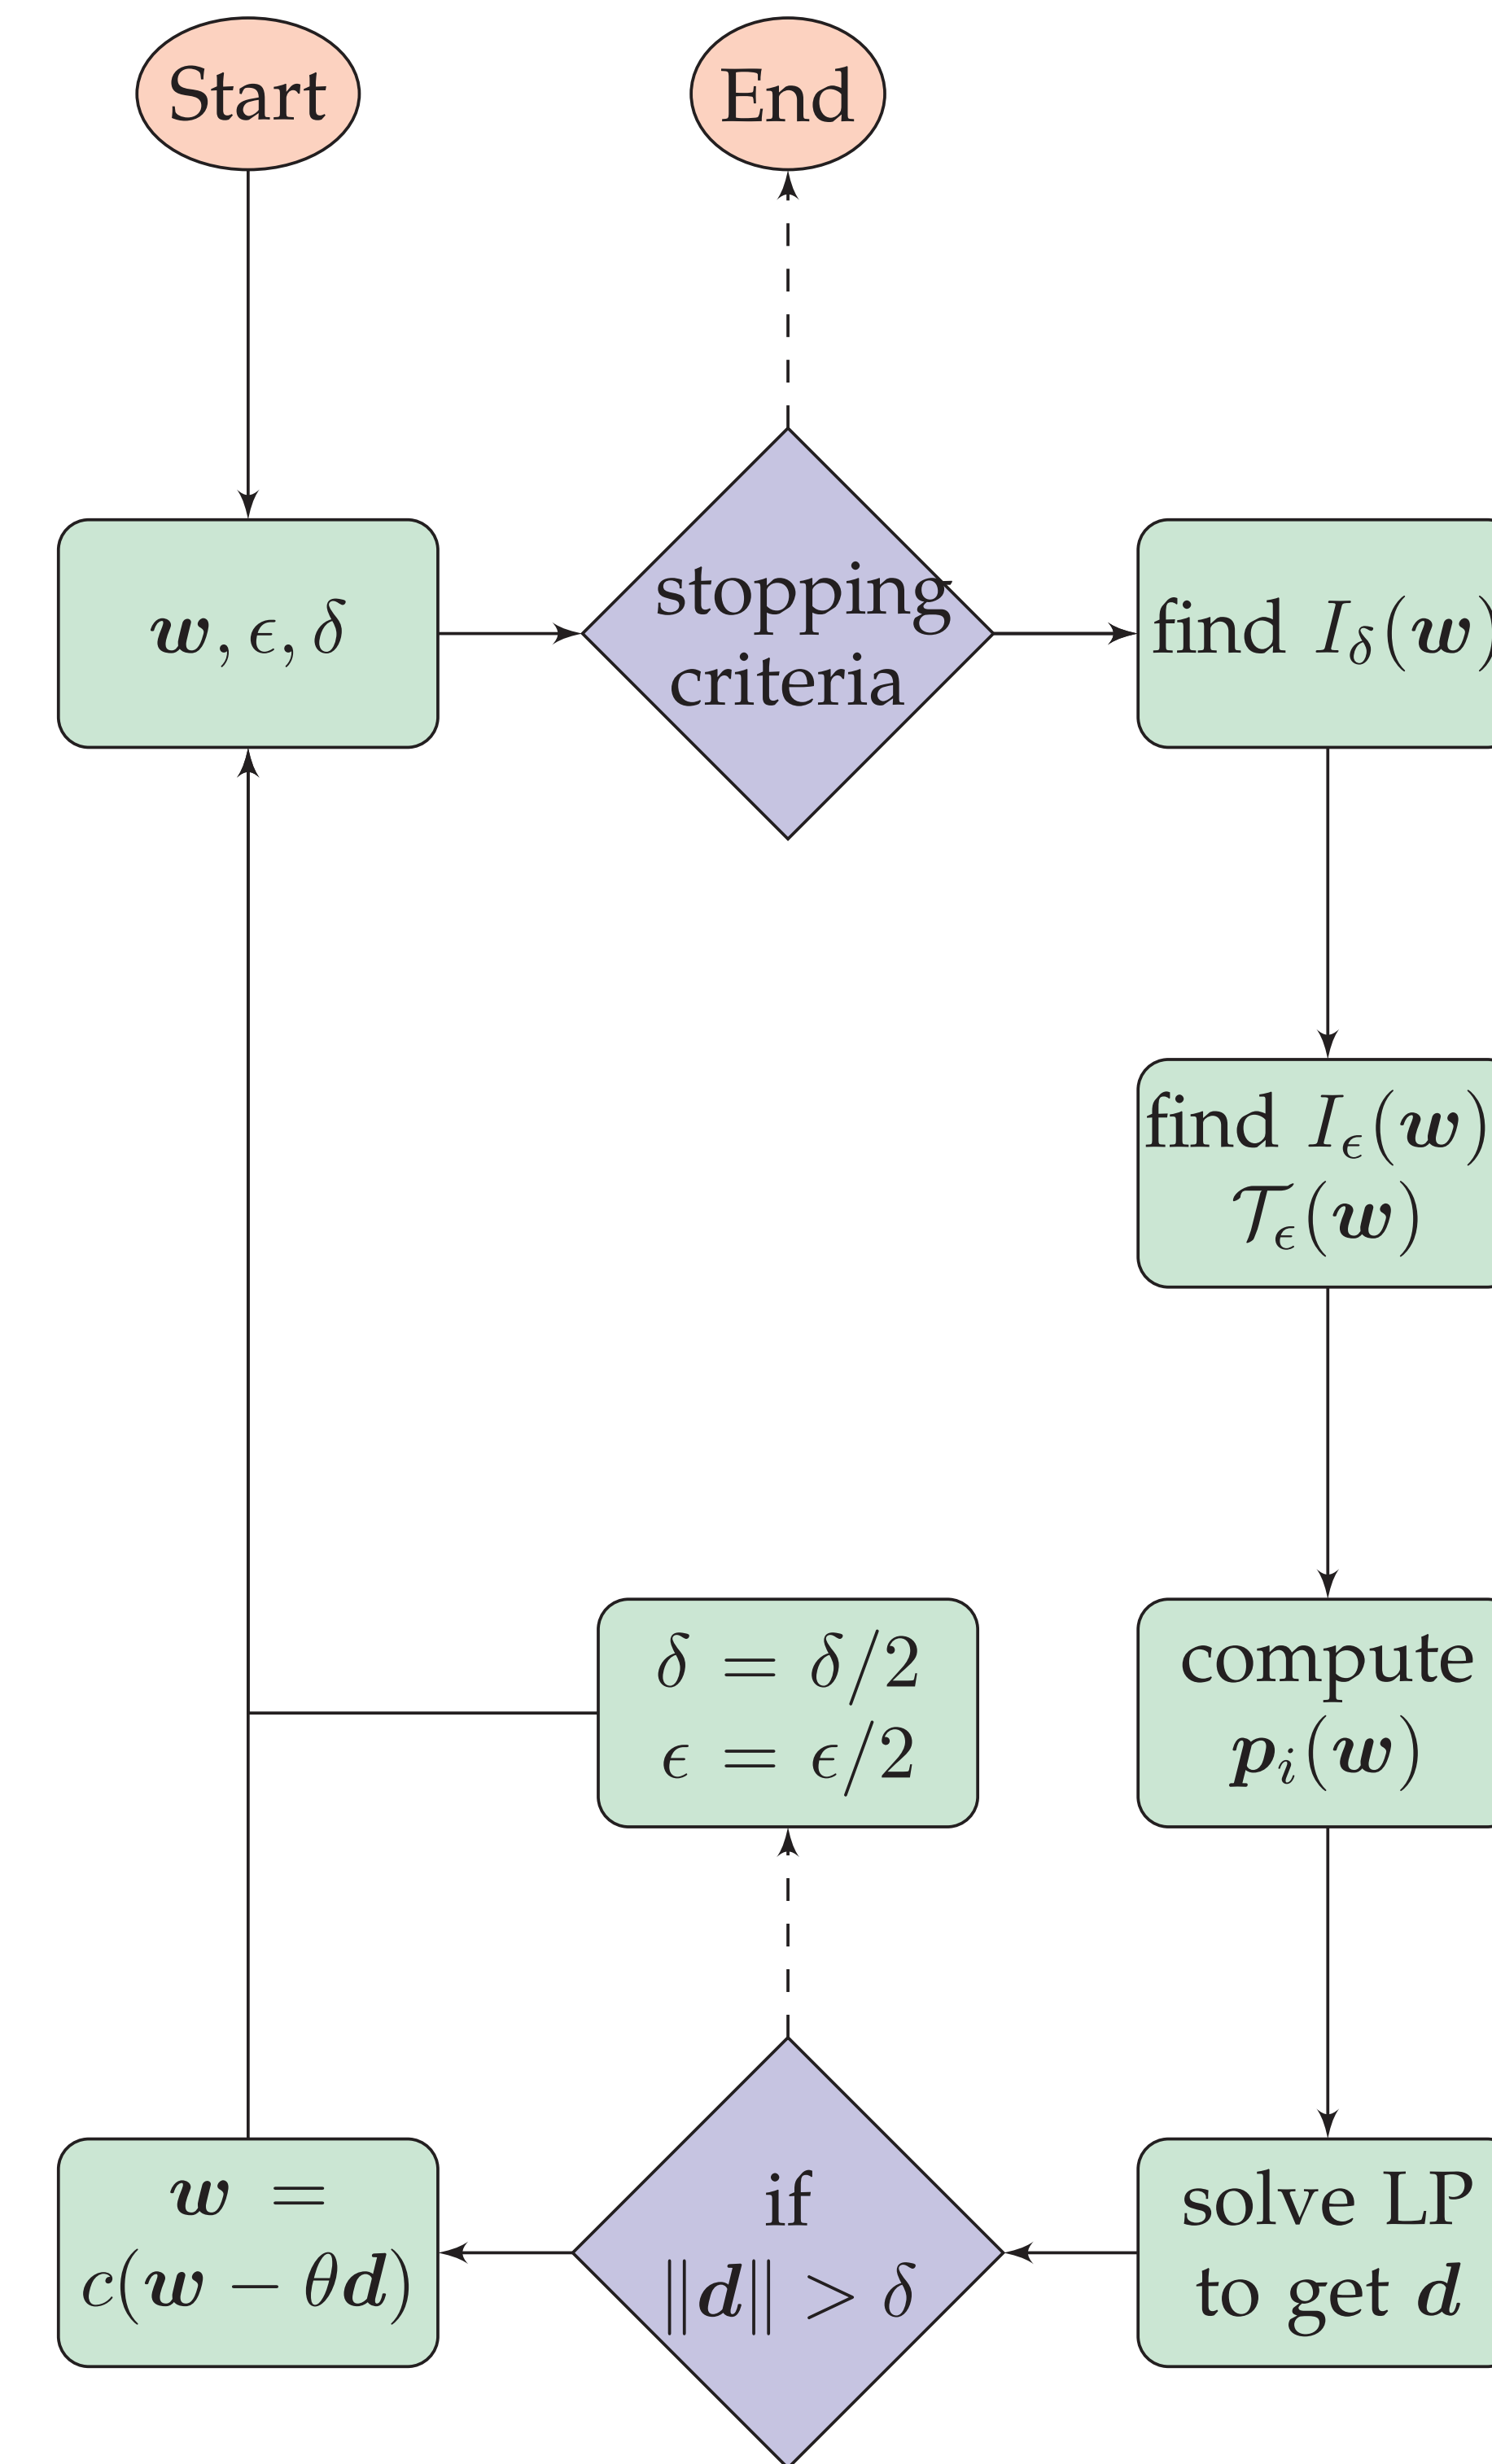 Start
End
w, ϵ, δ
stopping
criteria
find I_δ(w)
find I_ϵ(w)
𝒯_ϵ(w)
δ = δ/2
ϵ = ϵ/2
compute
p_i(w)
w =
c(w − θd)
if
||d|| > δ
solve LP
to get d